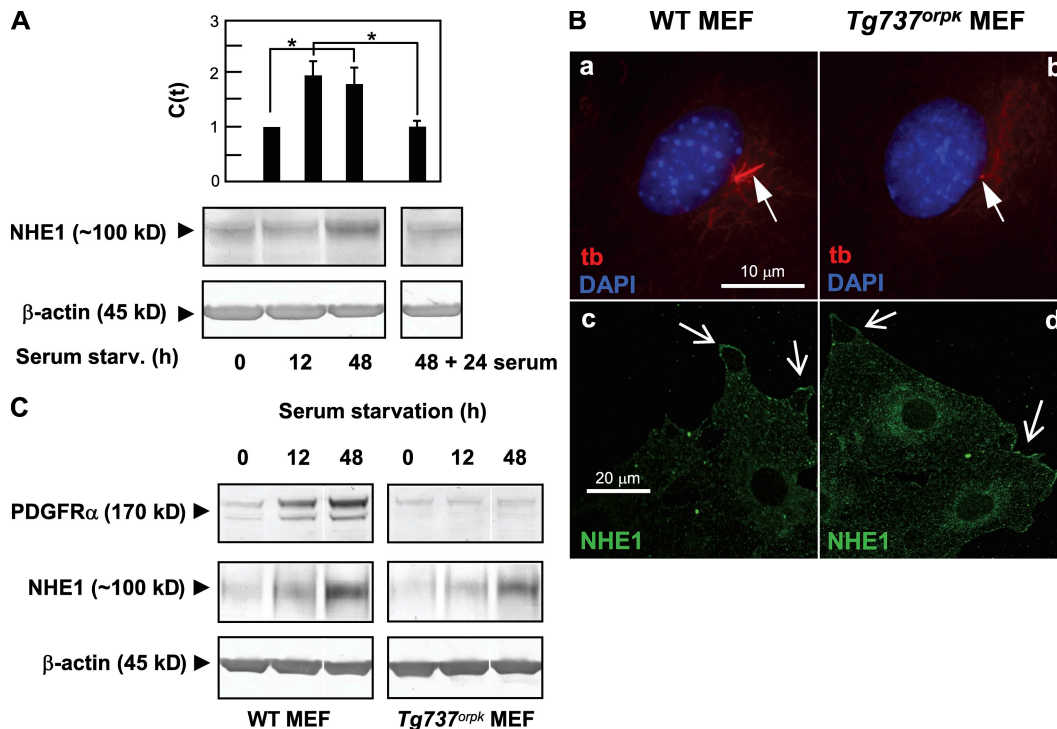 A
3
2
1
0
C(t)
*
*
NHE1 (~100 kD)
β-actin (45 kD)
Serum starv. (h)
0 12 48 48 + 24 serum
B
WT MEF
Tg737orpk MEF
a
b
tb
DAPI
10 μm
c
d
20 μm
NHE1
NHE1
C
Serum starvation (h)
0 12 48 0 12 48
PDGFRα (170 kD)
NHE1 (~100 kD)
β-actin (45 kD)
WT MEF
Tg737orpk MEF